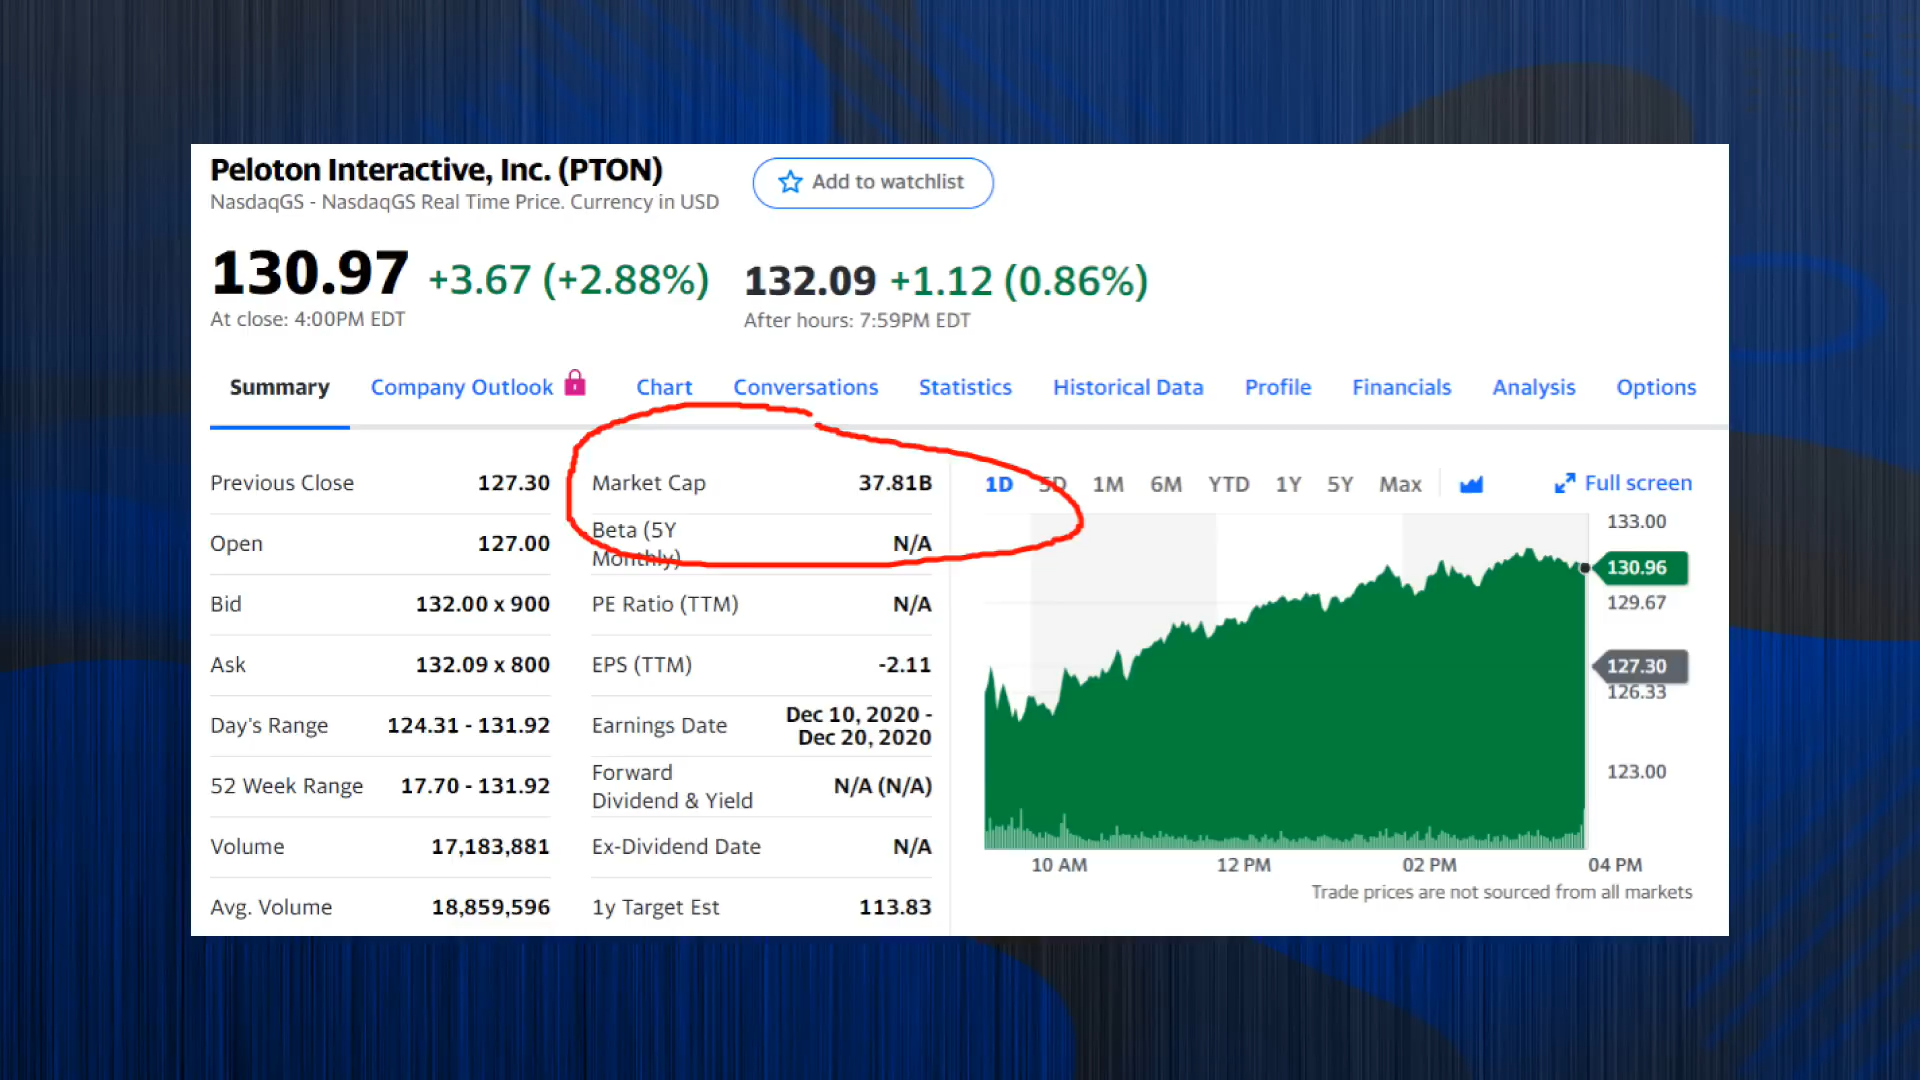 Peloton Interactive, Inc. (PTON)
Add to watchlist
NasdaqGS - NasdaqGS Real Time Price. Currency in USD
130.97 +3.67 (+2.88%) 132.09 +1.12 (0.86%)
At close: 4:00PM EDT After hours: 7:59PM EDT
Summary Company Outlook Chart Conversations Statistics Historical Data Profile Financials Analysis Options
Previous Close 127.30
Open 127.00
Bid 132.00 x 900
Ask 132.09 x 800
Day's Range 124.31 - 131.92
52 Week Range 17.70 - 131.92
Volume 17,183,881
Avg. Volume 18,859,596
Market Cap 37.81B
Beta (5Y
Monthly) N/A
PE Ratio (TTM) N/A
EPS (TTM) -2.11
Earnings Date Dec 10, 2020 -
Dec 20, 2020
Forward
Dividend & Yield N/A (N/A)
Ex-Dividend Date N/A
1y Target Est 113.83
1D 5D 1M 6M YTD 1Y 5Y Max Full screen
133.00
130.96
129.67
127.30
126.33
123.00
10 AM 12 PM 02 PM 04 PM
Trade prices are not sourced from all markets